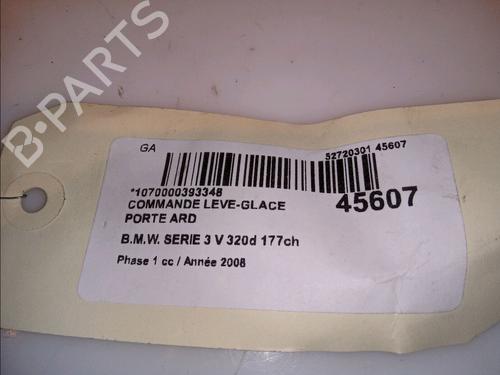 B-PARTS
GA
52720301 45607
*1070000393348
COMMANDE LEVE-GLACE
PORTE ARD
45607
B.M.W. SERIE 3 V 320d 177ch
Phase 1 cc / Année 2008